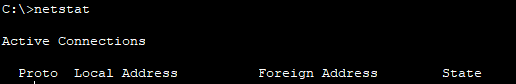 C:\>netstat
Active Connections
Proto  Local Address          Foreign Address        State